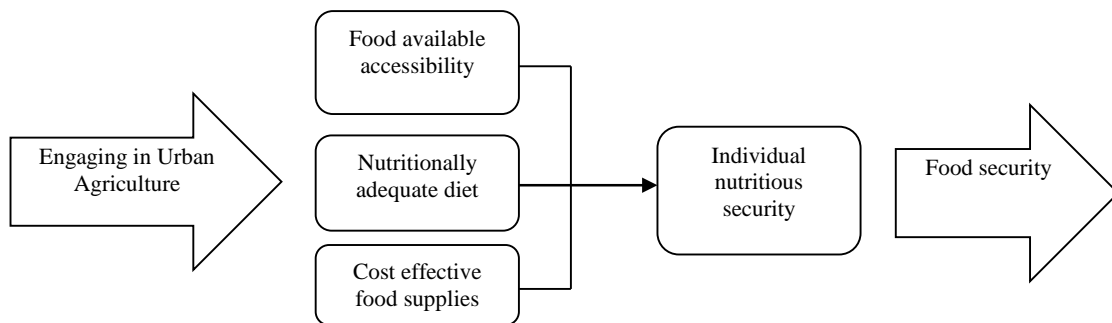 Engaging in Urban
Agriculture
Food available
accessibility
Nutritionally
adequate diet
Cost effective
food supplies
Individual
nutritious
security
Food security